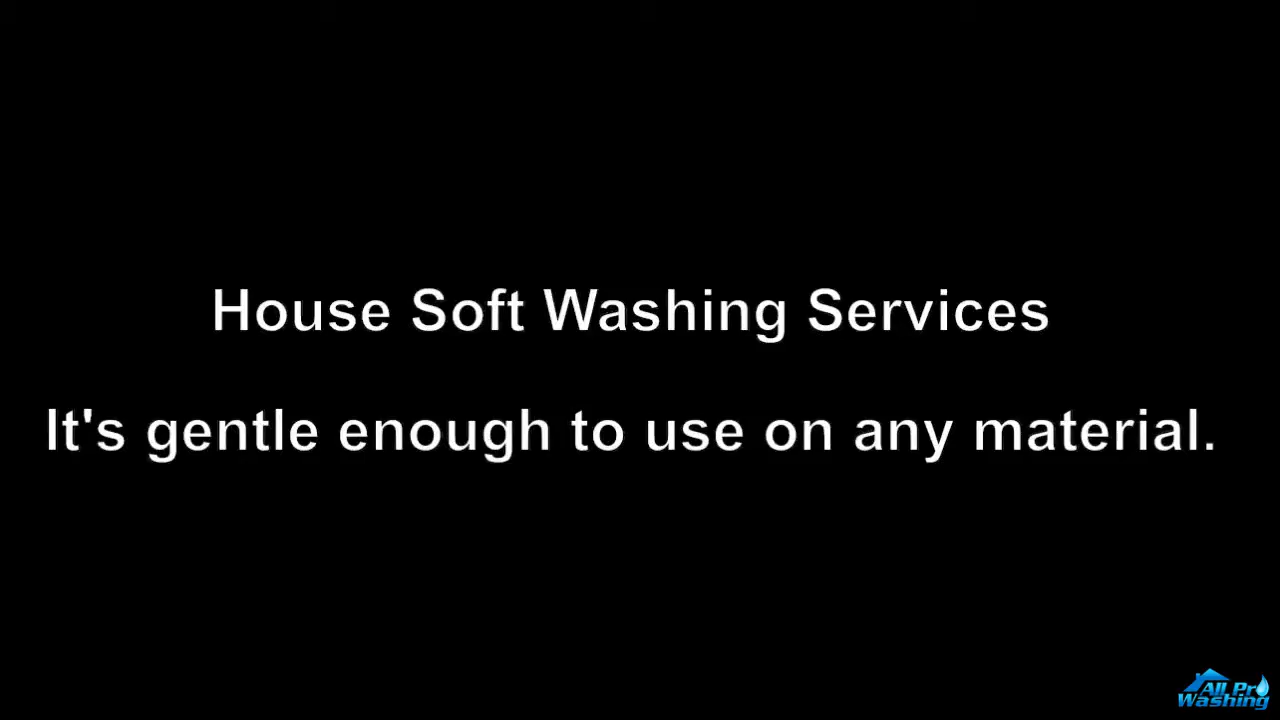 House Soft Washing Services
It's gentle enough to use on any material.
All Pro
Washing